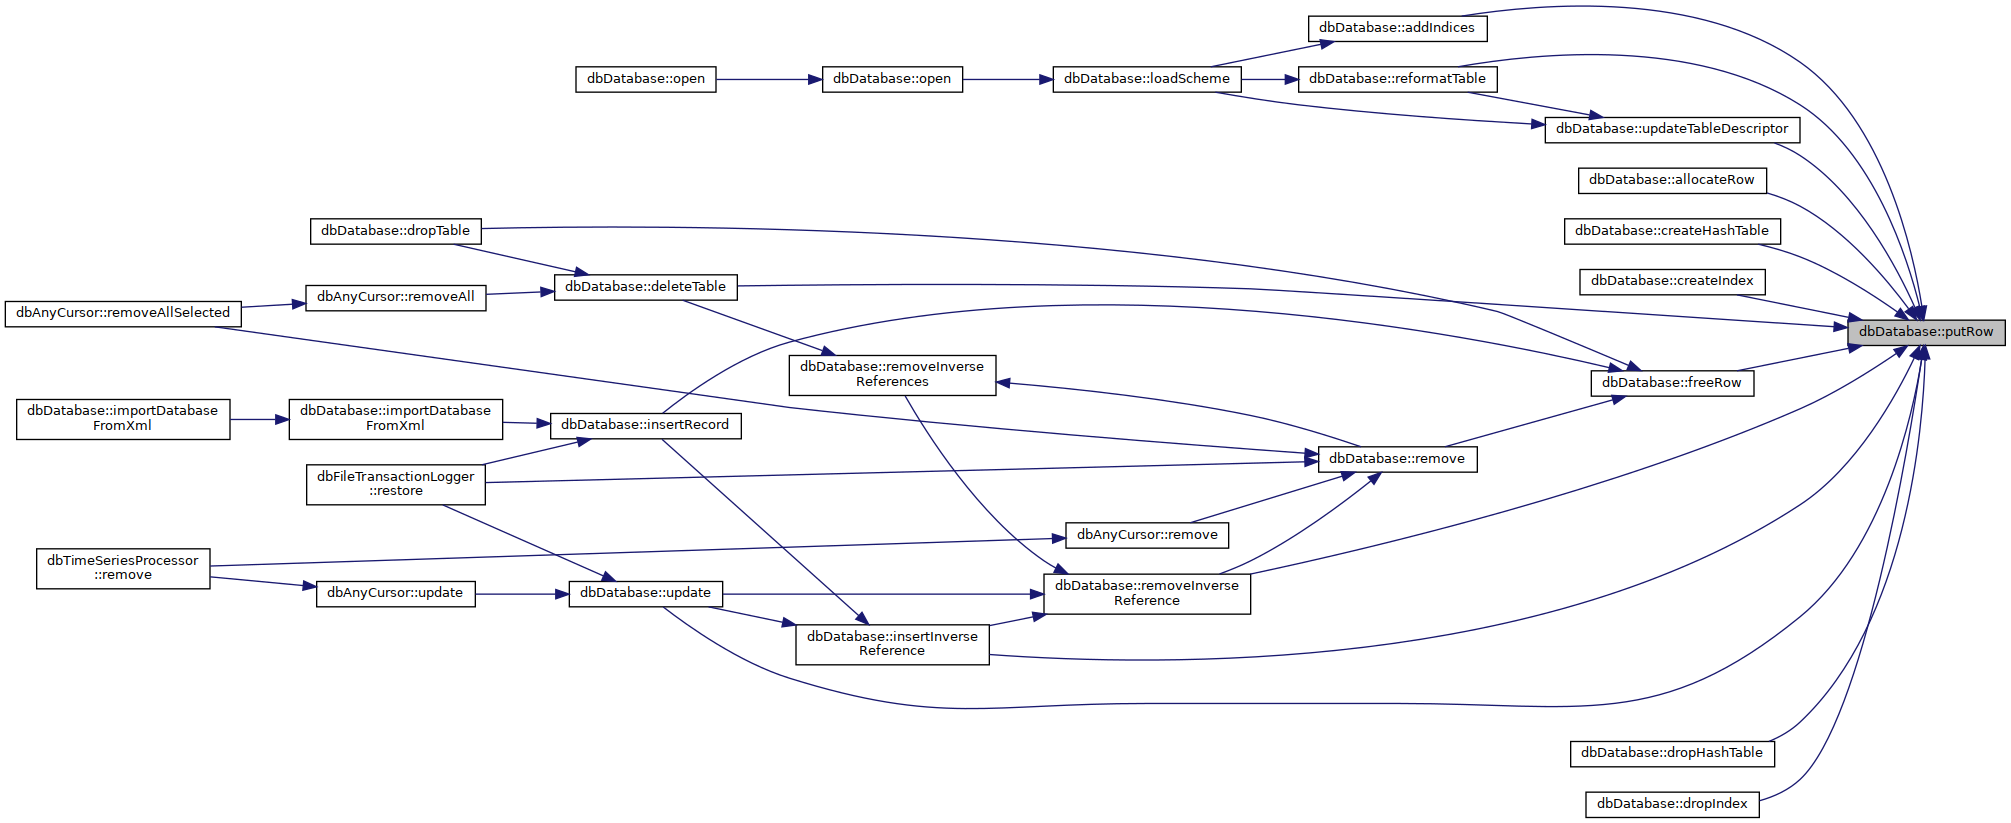 dbDatabase::addIndices
dbDatabase::open
dbDatabase::open
dbDatabase::loadScheme
dbDatabase::reformatTable
dbDatabase::updateTableDescriptor
dbDatabase::allocateRow
dbDatabase::dropTable
dbDatabase::createHashTable
dbDatabase::createIndex
dbDatabase::deleteTable
dbAnyCursor::removeAll
dbAnyCursor::removeAllSelected
dbDatabase::putRow
dbDatabase::removeInverse
References
dbDatabase::freeRow
dbDatabase::importDatabase
FromXml
dbDatabase::importDatabase
FromXml
dbDatabase::insertRecord
dbDatabase::remove
dbFileTransactionLogger
::restore
dbAnyCursor::remove
dbTimeSeriesProcessor
::remove
dbAnyCursor::update
dbDatabase::update
dbDatabase::removeInverse
Reference
dbDatabase::insertInverse
Reference
dbDatabase::dropHashTable
dbDatabase::dropIndex